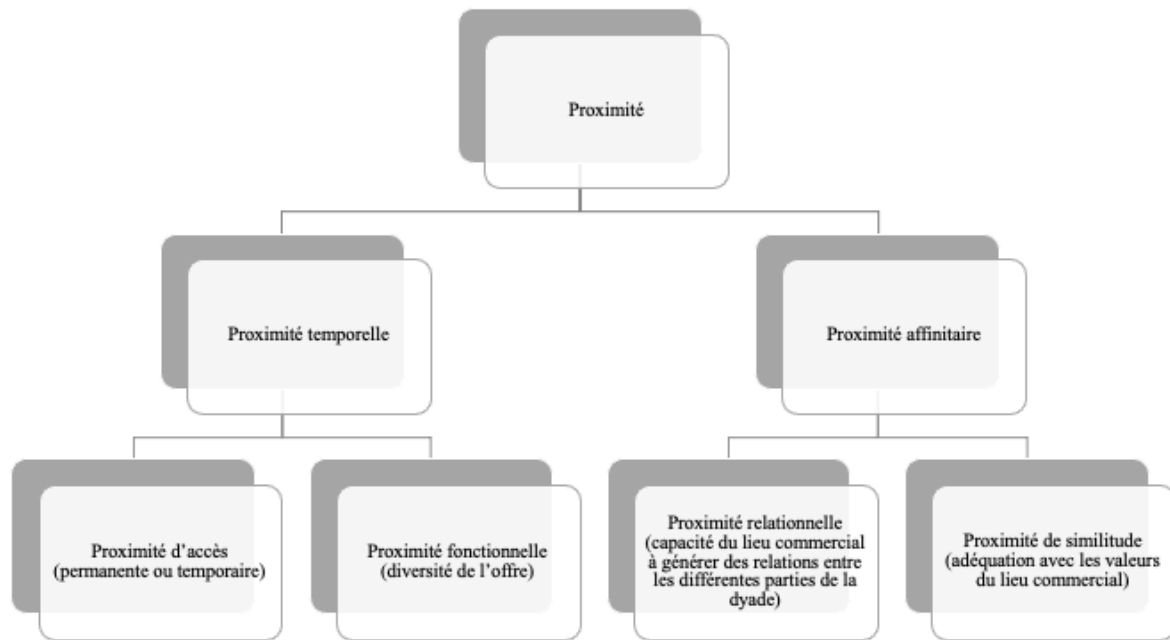 Proximité
Proximité temporelle
Proximité affinitaire
Proximité d’accès
(permanente ou temporaire)
Proximité fonctionnelle
(diversité de l’offre)
Proximité relationnelle
(capacité du lieu commercial
à générer des relations entre
les différentes parties de la
dyade)
Proximité de similitude
(adéquation avec les valeurs
du lieu commercial)